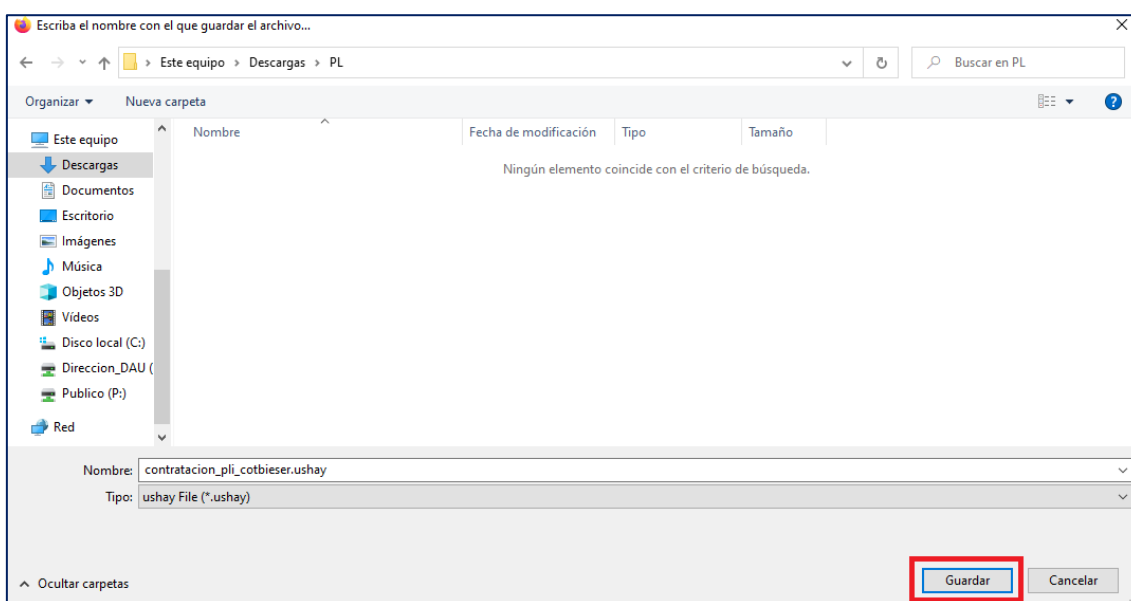 Escriba el nombre con el que guardar el archivo...
Este equipo > Descargas > PL
Buscar en PL
Organizar Nueva carpeta
Nombre Fecha de modificación Tipo Tamaño
Ningún elemento coincide con el criterio de búsqueda.
Este equipo
Descargas
Documentos
Escritorio
Imágenes
Música
Objetos 3D
Vídeos
Disco local (C:)
Direccion_DAU (
Publico (P:)
Red
Nombre: contratacion_pli_cotbieser.ushay
Tipo: ushay File (*.ushay)
Ocultar carpetas
Guardar Cancelar